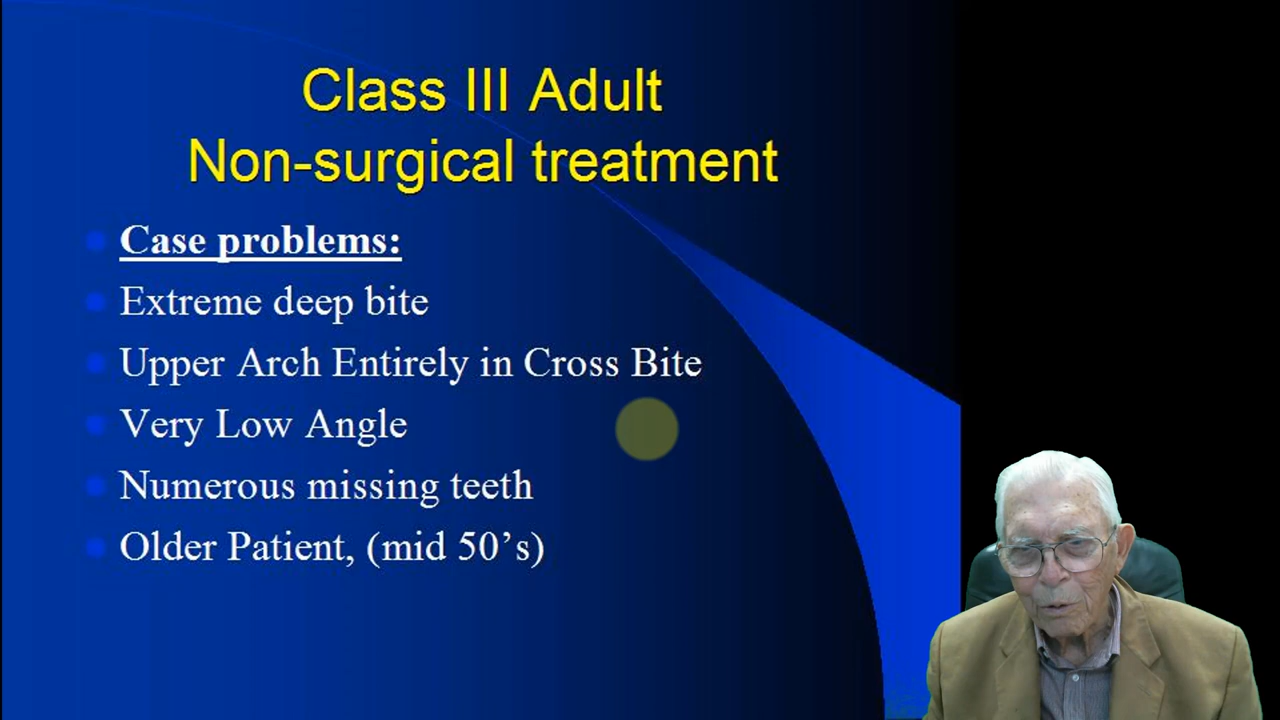 Class III Adult
Non-surgical treatment
Case problems:
Extreme deep bite
Upper Arch Entirely in Cross Bite
Very Low Angle
Numerous missing teeth
Older Patient, (mid 50’s)